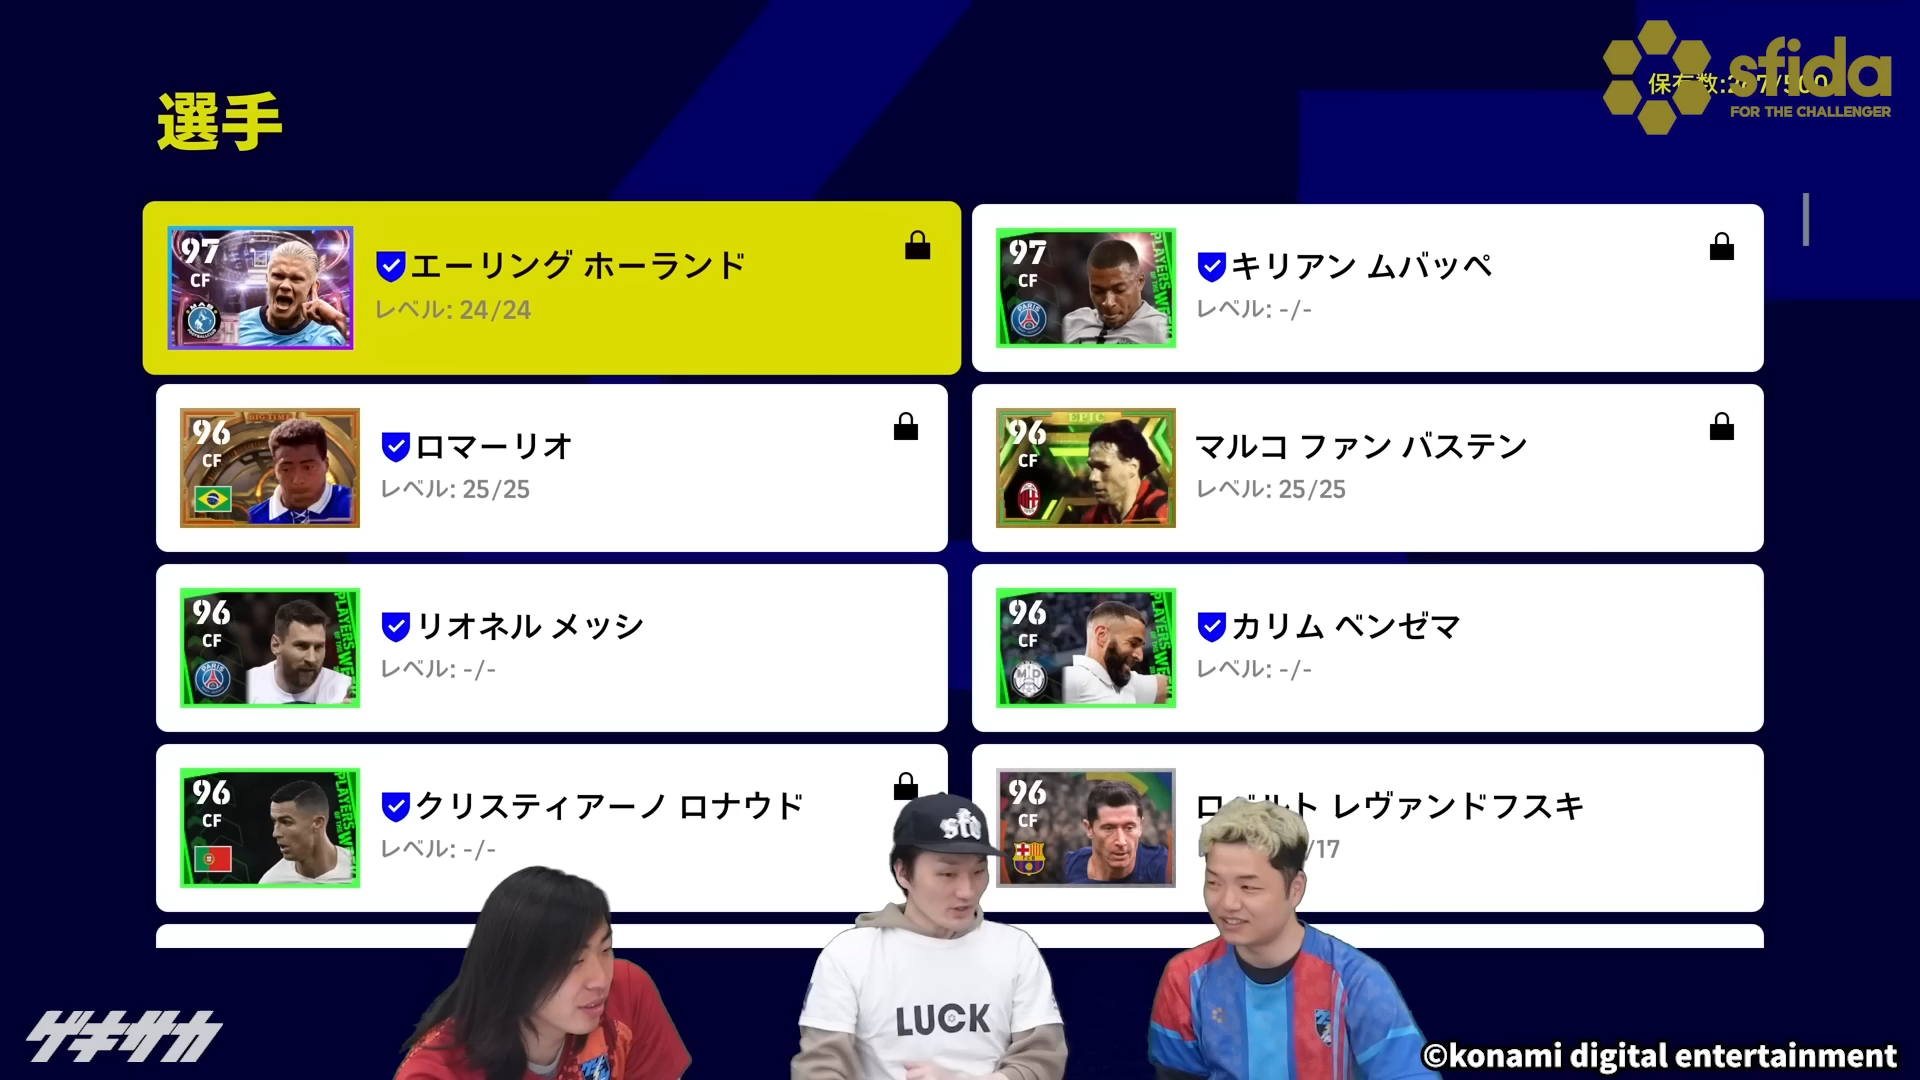 sfida
FOR THE CHALLENGER
選手
97
CF
エーリング ホーランド
レベル: 24/24
97
CF
キリアン ムバッペ
レベル: -/-
96
CF
ロマーリオ
レベル: 25/25
EPIC
96
CF
マルコ ファン バステン
レベル: 25/25
96
CF
リオネル メッシ
レベル: -/-
96
CF
カリム ベンゼマ
レベル: -/-
96
CF
クリスティアーノ ロナウド
レベル: -/-
96
CF
レヴァンドフスキ
/17
LUCK
ゲキサカ
©konami digital entertainment